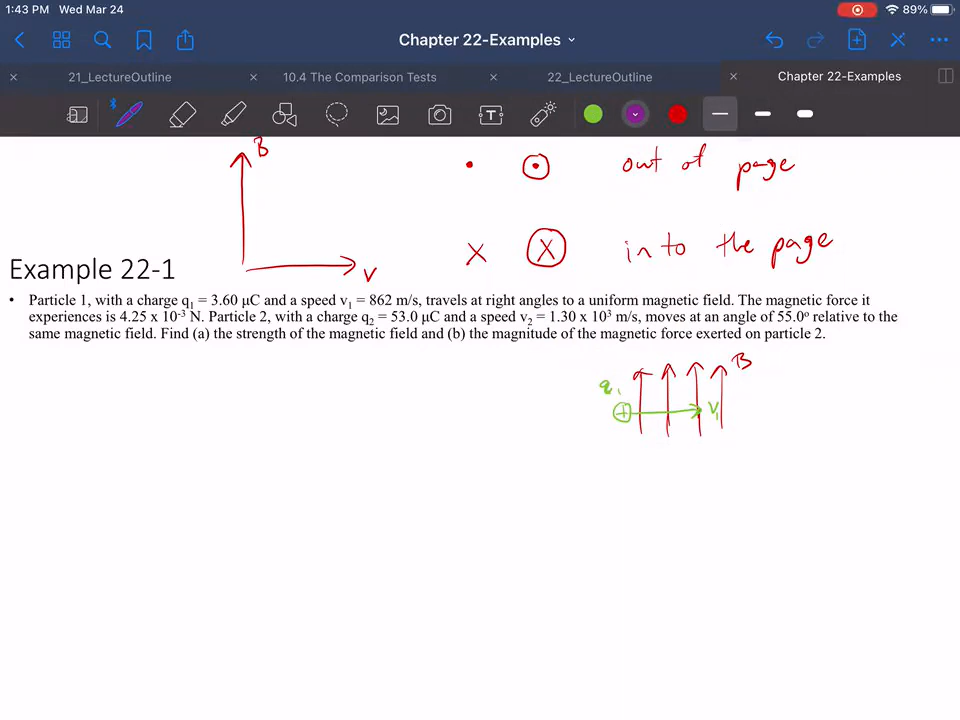 1:43 PM Wed Mar 24
89%
Chapter 22-Examples
21_LectureOutline
10.4 The Comparison Tests
22_LectureOutline
Chapter 22-Examples
T
B
out of page
v
X X into the page
Example 22-1
• Particle 1, with a charge q₁ = 3.60 μC and a speed v₁ = 862 m/s, travels at right angles to a uniform magnetic field. The magnetic force it
experiences is 4.25 x 10⁻³ N. Particle 2, with a charge q₂ = 53.0 μC and a speed v₂ = 1.30 x 10³ m/s, moves at an angle of 55.0º relative to the
same magnetic field. Find (a) the strength of the magnetic field and (b) the magnitude of the magnetic force exerted on particle 2.
B
q₁
+ v₁